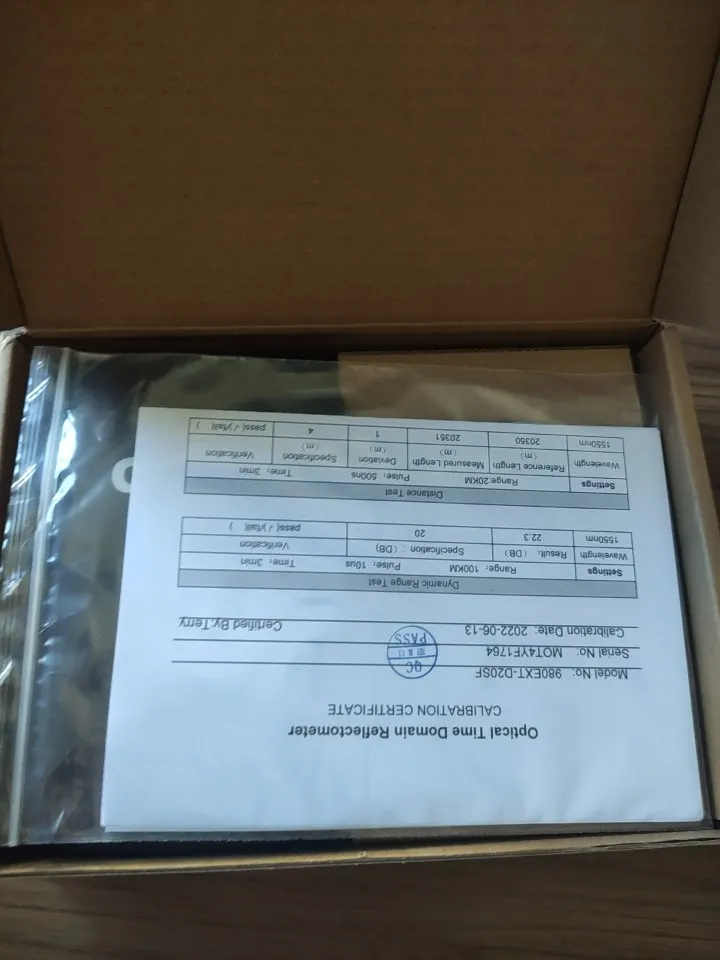 Optical Time Domain Reflectometer
CALIBRATION CERTIFICATE
Model No: 980EXT-D20SF
Serial No: MOT4YF1764
Calibration Date: 2022-06-13 Certified By:Terry
QC
PASS
Dynamic Range Test
Settings Range: 100KM Pulse: 10us Time: 3min
Wavelength Result: (DB) Specification : (DB) Verification
1550nm 22.3 20 pass(√)/fail( )
Distance Test
Settings Range:20KM Pulse: 500ns Time: 3min
Wavelength Reference Length (m) Measured Length (m) Deviation (m) Specification (m) Verification
1550nm 20350 20351 1 4 pass(√)/fail( )